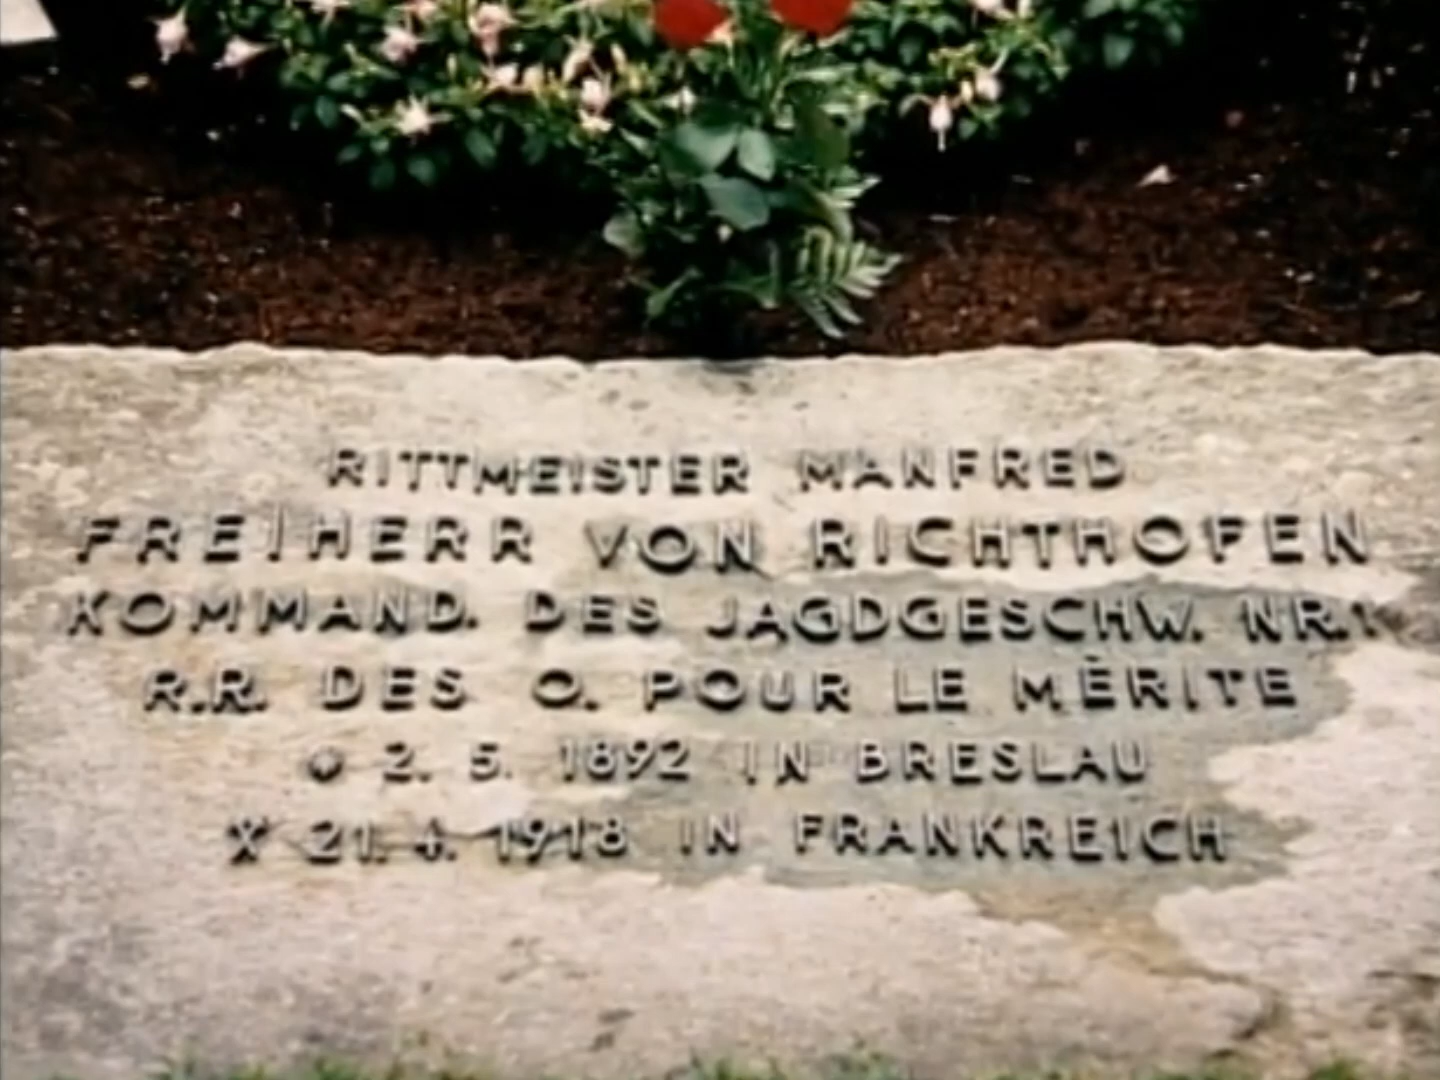 RITTMEISTER MANFRED
FREIHERR VON RICHTHOFEN
KOMMAND. DES JAGDGESCHW. NR.1
R.R. DES O. POUR LE MÈRITE
* 2. 5. 1892 IN BRESLAU
X 21. 4. 1918 IN FRANKREICH